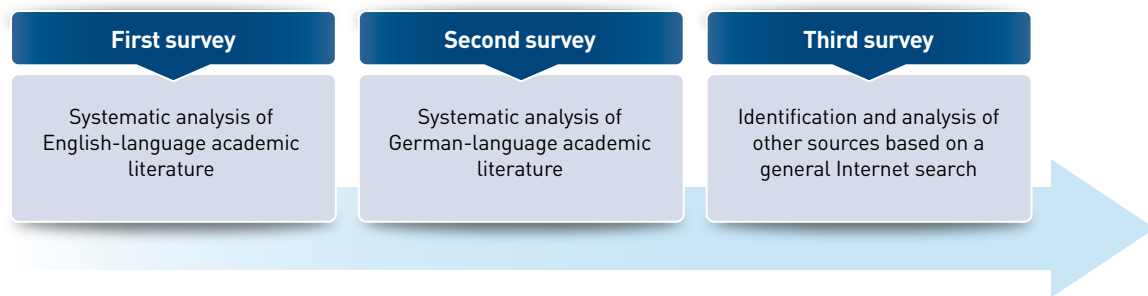 First survey
Systematic analysis of
English-language academic
literature
Second survey
Systematic analysis of
German-language academic
literature
Third survey
Identification and analysis of
other sources based on a
general Internet search